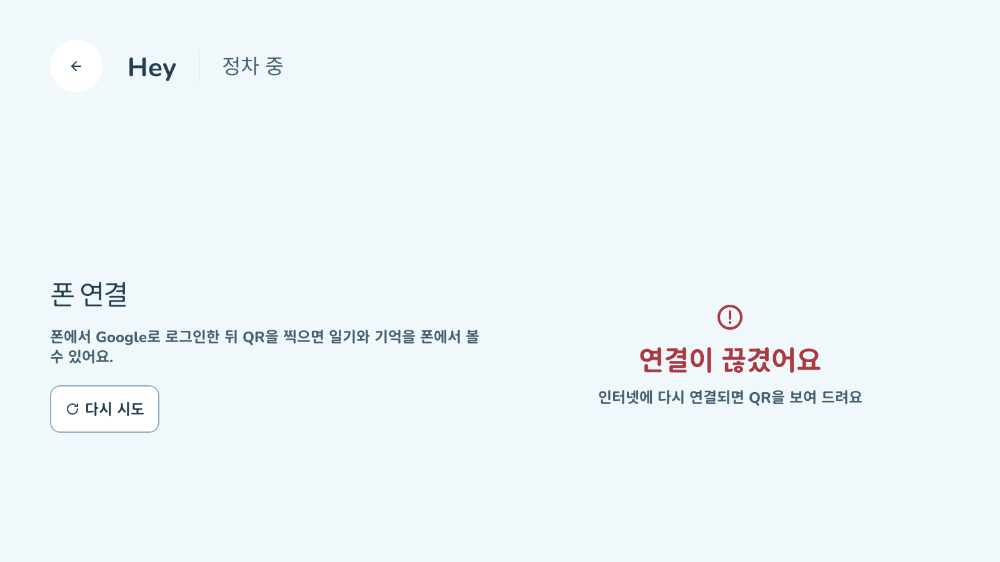 Hey
정차 중
폰 연결
폰에서 Google로 로그인한 뒤 QR을 찍으면 일기와 기억을 폰에서 볼
수 있어요.
다시 시도
연결이 끊겼어요
인터넷에 다시 연결되면 QR을 보여 드려요